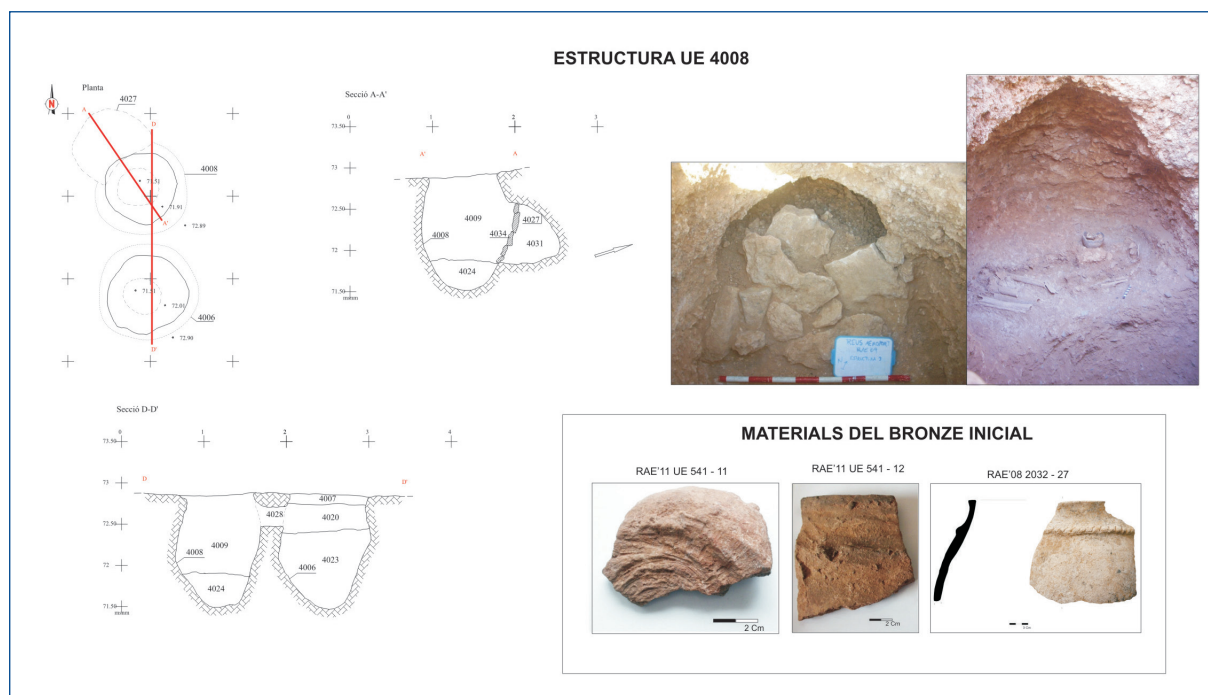 ESTRUCTURA UE 4008
Planta
N
4027
A
D
4008
71.51
71.91
A'
72.89
71.51
72.01
4006
72.90
D'
Secció A-A'
0
1
2
3
73.50
A'
A
73
72.50
4009
4027
4008
4034
4031
72
4024
71.50
msnm
Secció D-D'
0
1
2
3
4
73.50
73
D
D'
4007
4028
4020
72.50
4009
4023
4008
4006
72
4024
71.50
msnm
MATERIALS DEL BRONZE INICIAL
RAE'11 UE 541 - 11
RAE'11 UE 541 - 12
RAE'08 2032 - 27
2 Cm
2 Cm